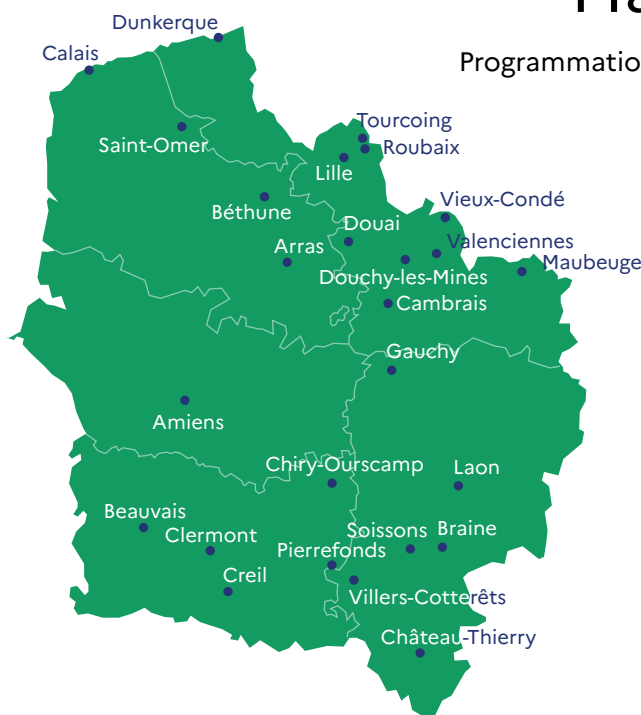 Dunkerque
Calais
Programmatio
Tourcoing
Saint-Omer
Roubaix
Lille
Vieux-Condé
Béthune
Douai
Valenciennes
Arras
Maubeuge
Douchy-les-Mines
Cambrais
Gauchy
Amiens
Chiry-Ourscamp
Laon
Beauvais
Soissons
Braine
Clermont
Pierrefonds
Creil
Villers-Cotterêts
Château-Thierry